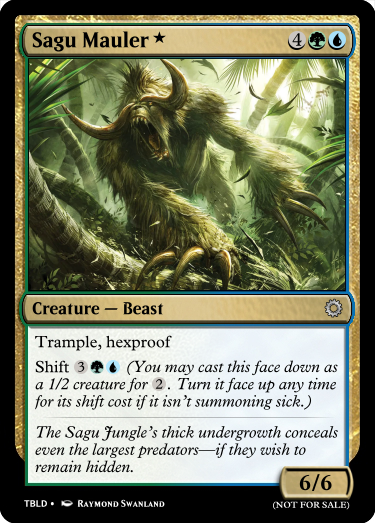 Sagu Mauler★ 4
Creature — Beast
Trample, hexproof
Shift 3 (You may cast this face down as
a 1/2 creature for 2. Turn it face up any time
for its shift cost if it isn't summoning sick.)
The Sagu Jungle's thick undergrowth conceals
even the largest predators—if they wish to
remain hidden.
6/6
TBLD • Raymond Swanland
(NOT FOR SALE)